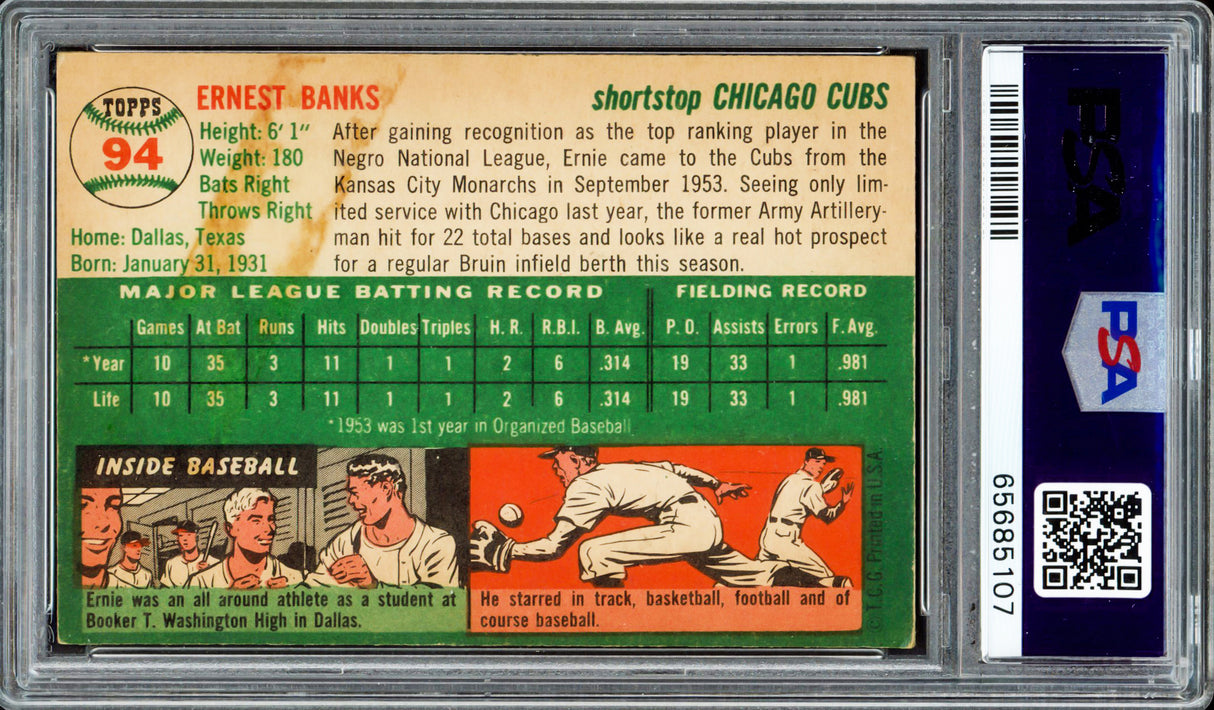 TOPPS
94
ERNEST BANKS
shortstop CHICAGO CUBS
Height: 6' 1"
Weight: 180
Bats Right
Throws Right
Home: Dallas, Texas
Born: January 31, 1931
After gaining recognition as the top ranking player in the
Negro National League, Ernie came to the Cubs from the
Kansas City Monarchs in September 1953. Seeing only lim-
ited service with Chicago last year, the former Army Artillery-
man hit for 22 total bases and looks like a real hot prospect
for a regular Bruin infield berth this season.
MAJOR LEAGUE BATTING RECORD FIELDING RECORD
Games At Bat Runs Hits Doubles Triples H. R. R.B.I. B. Avg. P. O. Assists Errors F. Avg.
*Year 10 35 3 11 1 1 2 6 .314 19 33 1 .981
Life 10 35 3 11 1 1 2 6 .314 19 33 1 .981
*1953 was 1st year in Organized Baseball
INSIDE BASEBALL
Ernie was an all around athlete as a student at
Booker T. Washington High in Dallas.
He starred in track, basketball, football and of
course baseball.
© T.C.G. Printed in U.S.A.
PSA
PSA
65685107